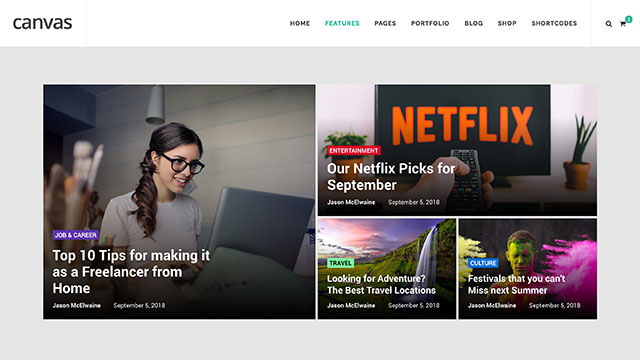 canvas
HOME FEATURES PAGES PORTFOLIO BLOG SHOP SHORTCODES
JOB & CAREER
Top 10 Tips for making it
as a Freelancer from
Home
Jason McElwaine September 5, 2018
NETFLIX
ENTERTAINMENT
Our Netflix Picks for
September
Jason McElwaine September 5, 2018
TRAVEL
Looking for Adventure?
The Best Travel Locations
Jason McElwaine September 5, 2018
CULTURE
Festivals that you can't
Miss next Summer
Jason McElwaine September 5, 2018